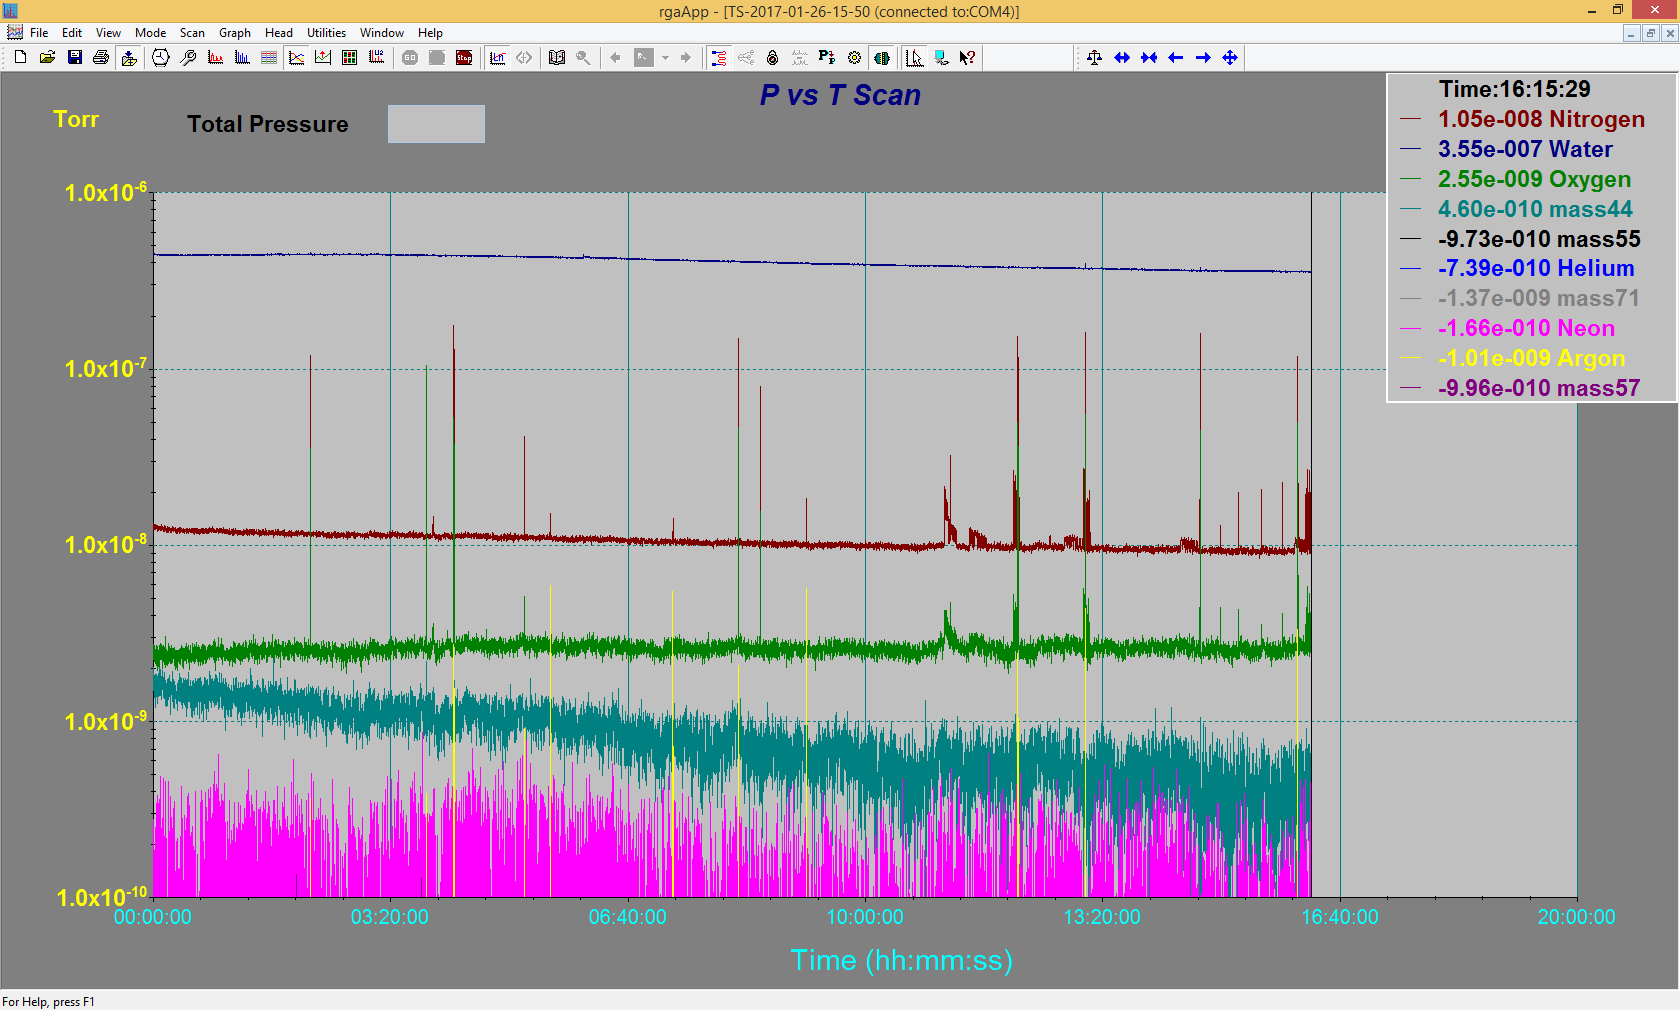 rgaApp - [TS-2017-01-26-15-50 (connected to:COM4)]
File Edit View Mode Scan Graph Head Utilities Window Help
GO Stop
P vs T Scan
Torr
Total Pressure
Time:16:15:29
1.05e-008 Nitrogen
3.55e-007 Water
2.55e-009 Oxygen
4.60e-010 mass44
-9.73e-010 mass55
-7.39e-010 Helium
-1.37e-009 mass71
-1.66e-010 Neon
-1.01e-009 Argon
-9.96e-010 mass57
1.0x10-6
1.0x10-7
1.0x10-8
1.0x10-9
1.0x10-10
00:00:00 03:20:00 06:40:00 10:00:00 13:20:00 16:40:00 20:00:00
Time (hh:mm:ss)
For Help, press F1